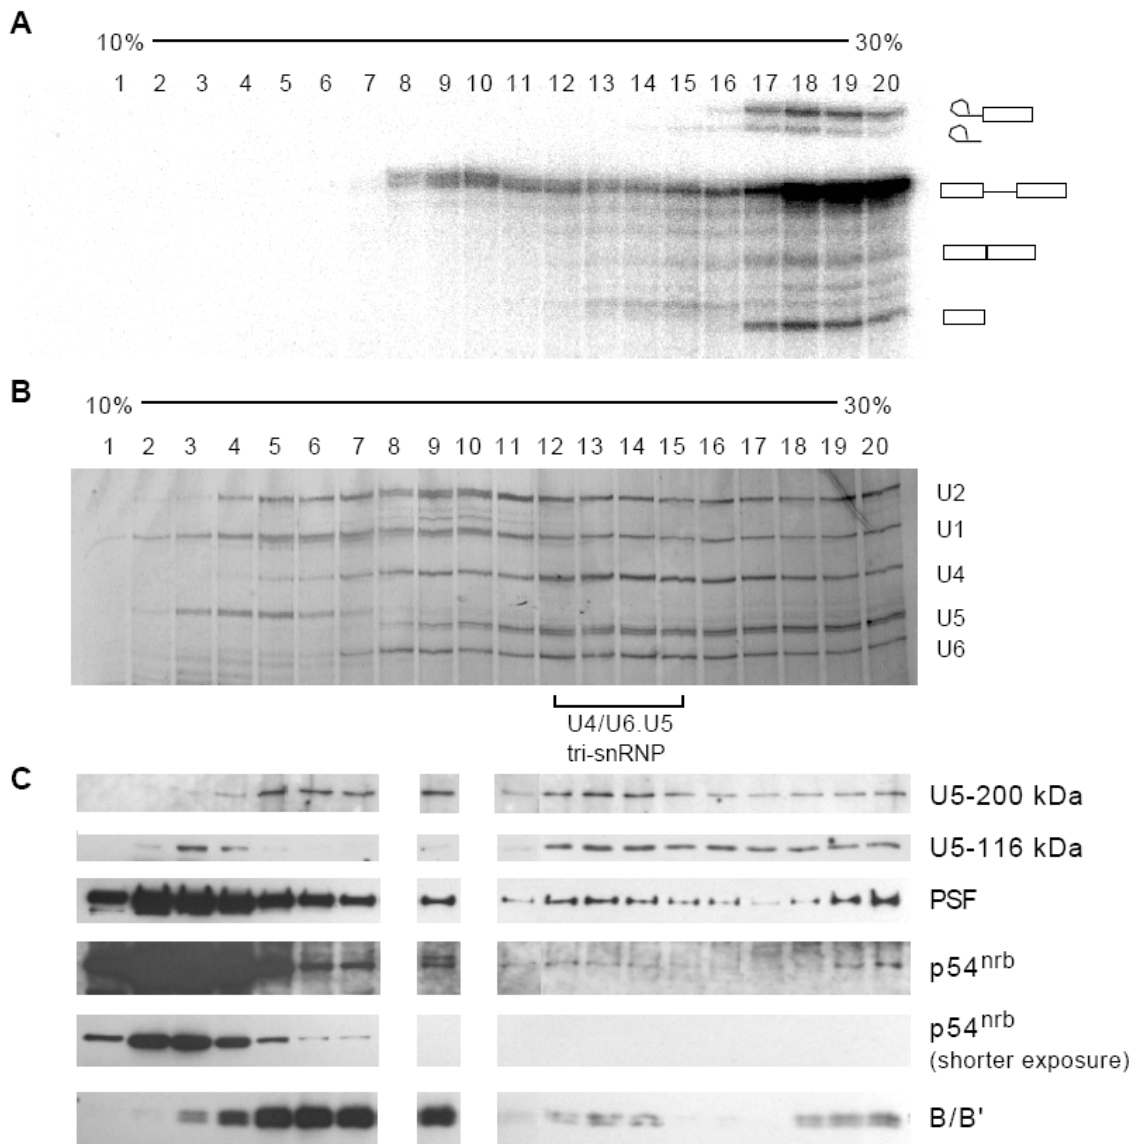 A
10% 30%
1 2 3 4 5 6 7 8 9 10 11 12 13 14 15 16 17 18 19 20
B
10% 30%
1 2 3 4 5 6 7 8 9 10 11 12 13 14 15 16 17 18 19 20
U2
U1
U4
U5
U6
U4/U6.U5
tri-snRNP
C
U5-200 kDa
U5-116 kDa
PSF
p54nrb
p54nrb
(shorter exposure)
B/B'